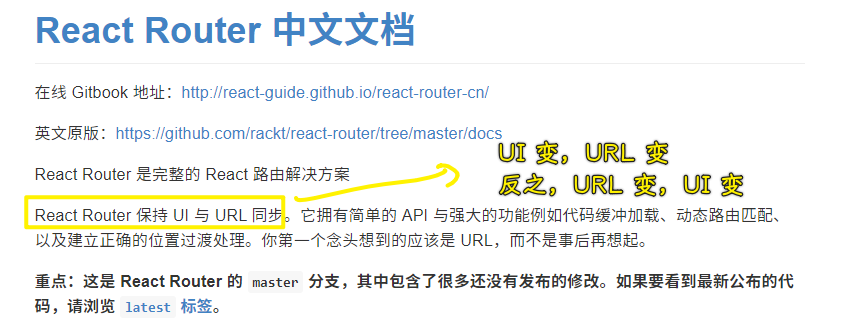 React Router 中文文档
在线 Gitbook 地址：http://react-guide.github.io/react-router-cn/
英文原版：https://github.com/rackt/react-router/tree/master/docs
UI 变，URL 变
React Router 是完整的 React 路由解决方案
反之，URL 变，UI 变
React Router 保持 UI 与 URL 同步。它拥有简单的 API 与强大的功能例如代码缓冲加载、动态路由匹配、
以及建立正确的位置过渡处理。你第一个念头想到的应该是 URL，而不是事后再想起。
重点：这是 React Router 的 master 分支，其中包含了很多还没有发布的修改。如果要看到最新公布的代
码，请浏览 latest 标签。